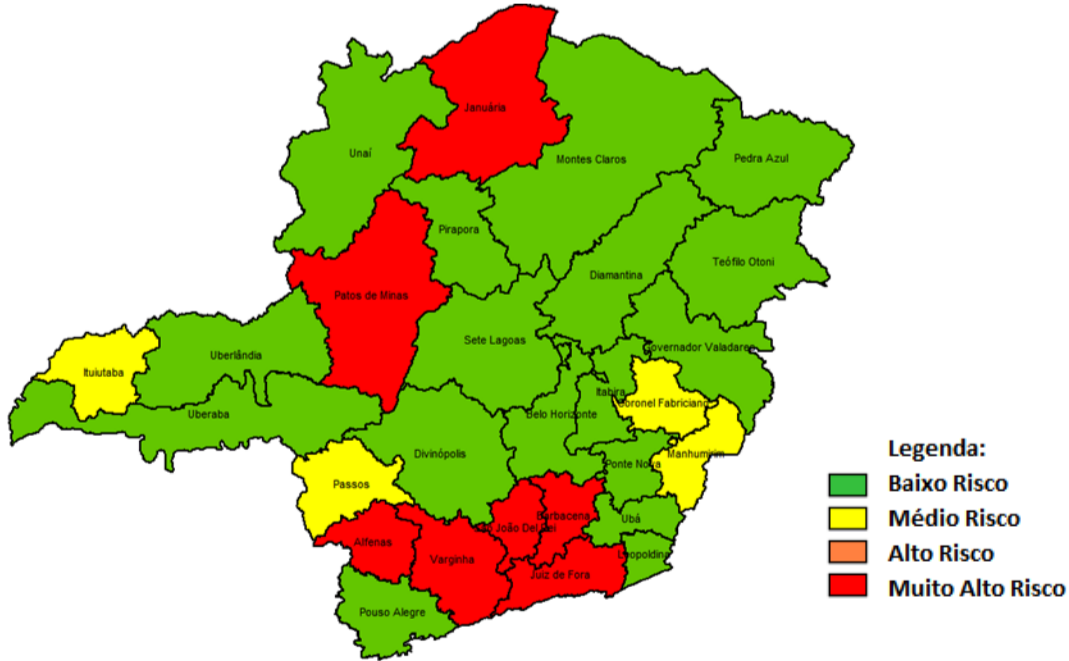 Januária
Unaí
Montes Claros
Pedra Azul
Pirapora
Teófilo Otoni
Diamantina
Patos de Minas
Sete Lagoas
Governador Valadares
Uberlândia
Ituiutaba
Itabira
Coronel Fabriciano
Uberaba
Belo Horizonte
Divinópolis
Manhumirim
Ponte Nova
Passos
Barbacena
Ubá
São João Del Rei
Alfenas
Varginha
Leopoldina
Juiz de Fora
Pouso Alegre
Legenda:
Baixo Risco
Médio Risco
Alto Risco
Muito Alto Risco